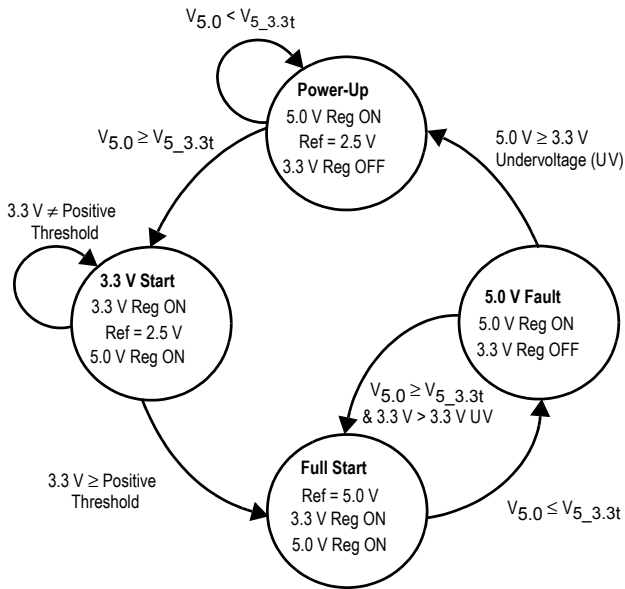 V5.0 < V5_3.3t
Power-Up
5.0 V Reg ON
Ref = 2.5 V
3.3 V Reg OFF
V5.0 ≥ V5_3.3t
5.0 V ≥ 3.3 V
Undervoltage (UV)
3.3 V ≠ Positive
Threshold
3.3 V Start
3.3 V Reg ON
Ref = 2.5 V
5.0 V Reg ON
5.0 V Fault
5.0 V Reg ON
3.3 V Reg OFF
V5.0 ≥ V5_3.3t
& 3.3 V > 3.3 V UV
3.3 V ≥ Positive
Threshold
Full Start
Ref = 5.0 V
3.3 V Reg ON
5.0 V Reg ON
V5.0 ≤ V5_3.3t